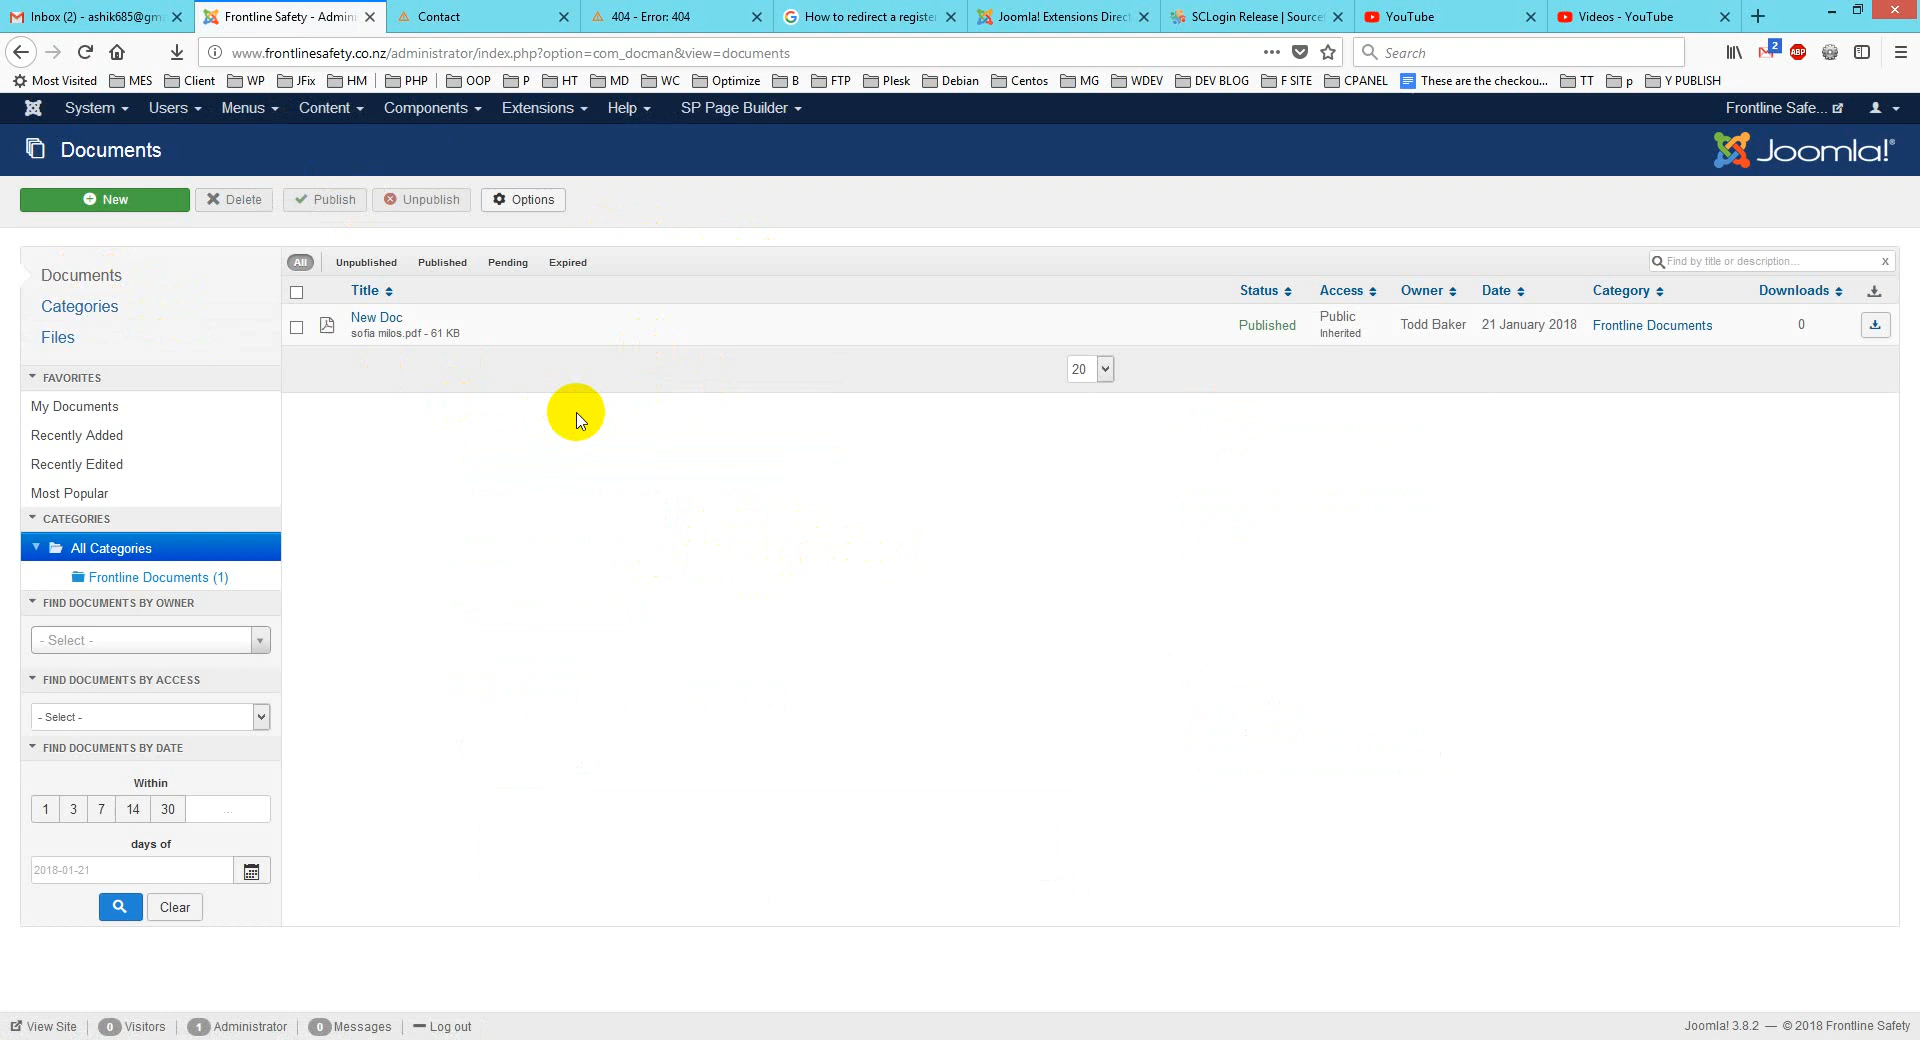 Inbox (2) - ashik685@gm
Frontline Safety - Admini
Contact
404 - Error: 404
How to redirect a registe
Joomla! Extensions Direct
SCLogin Release | Source
YouTube
Videos - YouTube
www.frontlinesafety.co.nz/administrator/index.php?option=com_docman&view=documents
Search
2
ABP
Most Visited MES Client WP JFix HM PHP OOP P HT MD WC Optimize B FTP Plesk Debian Centos MG WDEV DEV BLOG F SITE CPANEL These are the checkou... TT p Y PUBLISH
System Users Menus Content Components Extensions Help SP Page Builder Frontline Safe...
Documents
Joomla!®
New Delete Publish Unpublish Options
Documents
Categories
Files
FAVORITES
My Documents
Recently Added
Recently Edited
Most Popular
CATEGORIES
All Categories
Frontline Documents (1)
FIND DOCUMENTS BY OWNER
- Select -
FIND DOCUMENTS BY ACCESS
- Select -
FIND DOCUMENTS BY DATE
Within
1 3 7 14 30 ...
days of
2018-01-21
Clear
All Unpublished Published Pending Expired
Find by title or description... x
Title Status Access Owner Date Category Downloads
New Doc
sofia milos.pdf - 61 KB
Published
Public
Inherited
Todd Baker
21 January 2018
Frontline Documents
0
20
View Site 0 Visitors 1 Administrator 0 Messages Log out
Joomla! 3.8.2 — © 2018 Frontline Safety